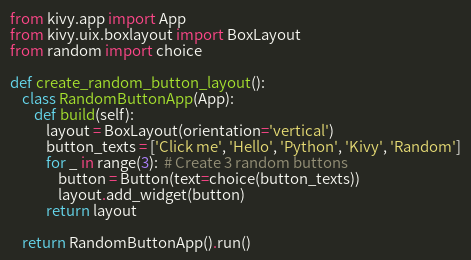 from kivy.app import App
from kivy.uix.boxlayout import BoxLayout
from random import choice

def create_random_button_layout():
    class RandomButtonApp(App):
        def build(self):
            layout = BoxLayout(orientation='vertical')
            button_texts = ['Click me', 'Hello', 'Python', 'Kivy', 'Random']
            for _ in range(3):  # Create 3 random buttons
                button = Button(text=choice(button_texts))
                layout.add_widget(button)
            return layout

    return RandomButtonApp().run()